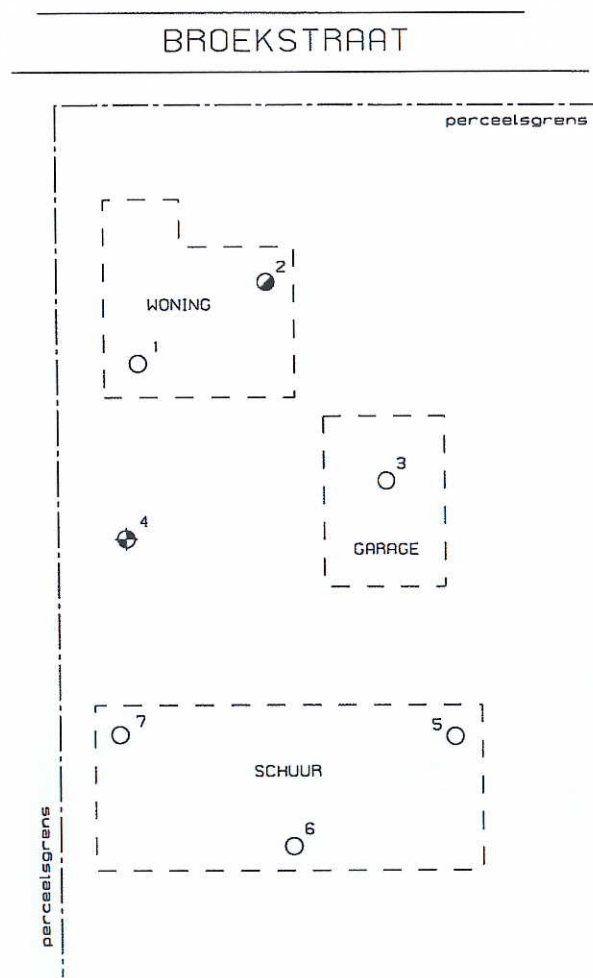 BROEKSTRAAT
perceelsgrens
2
WONING
1
3
4
GARAGE
7
5
SCHUUR
6
perceelsgrens